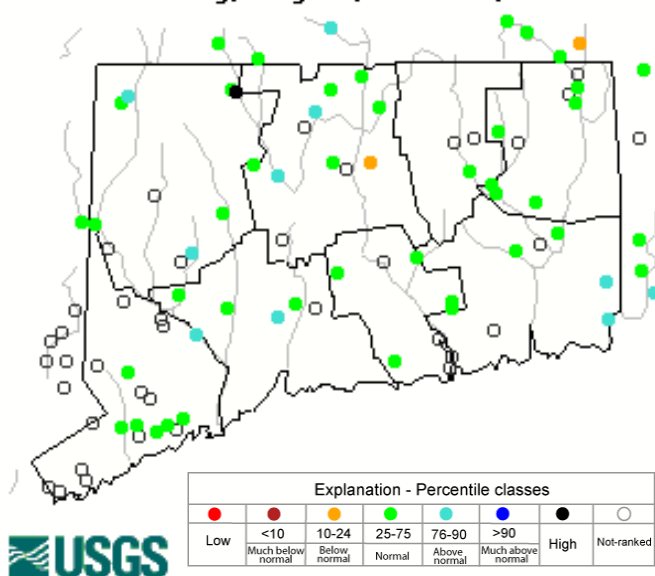 Explanation - Percentile classes
Low
<10
10-24
25-75
76-90
>90
High
Not-ranked
Much below normal
Below normal
Normal
Above normal
Much above normal
USGS